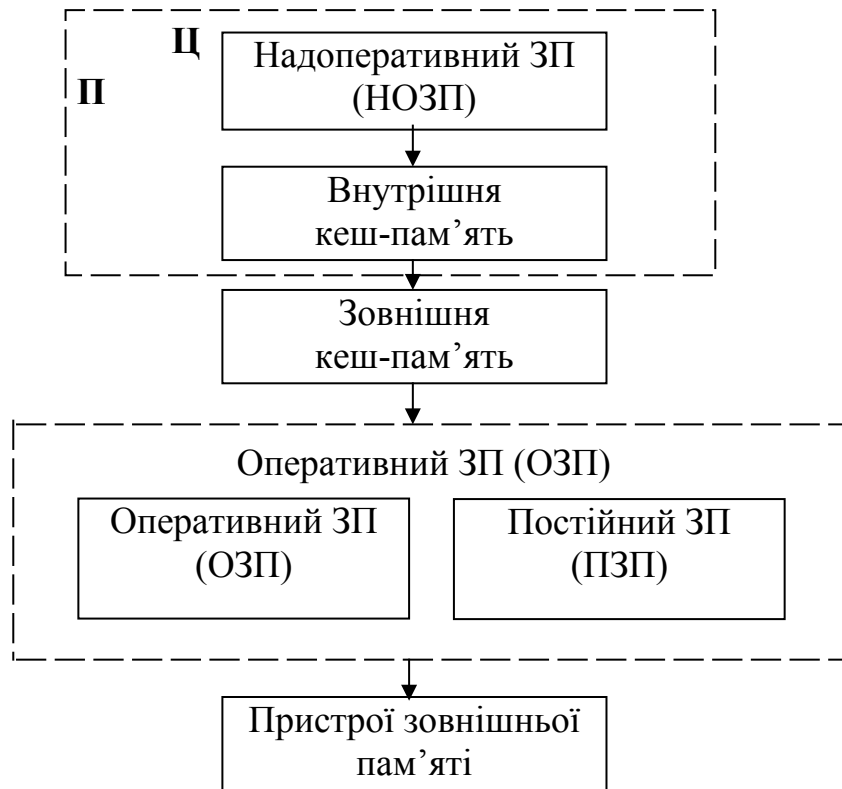 Ц
П
Надоперативний ЗП
(НОЗП)
Внутрішня
кеш-пам’ять
Зовнішня
кеш-пам’ять
Оперативний ЗП (ОЗП)
Оперативний ЗП
(ОЗП)
Постійний ЗП
(ПЗП)
Пристрої зовнішньої
пам’яті